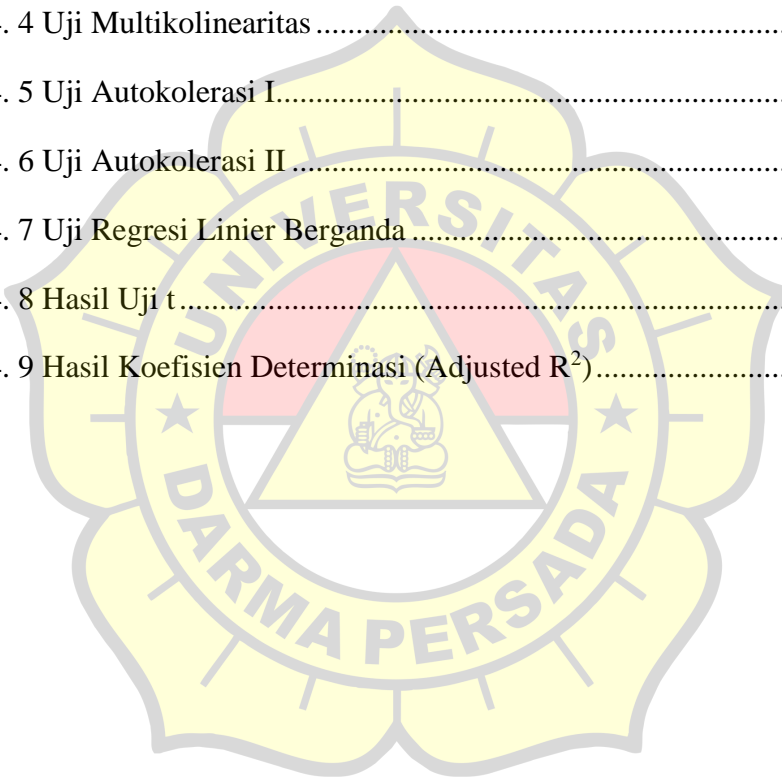 . 4 Uji Multikolinearitas
. 5 Uji Autokolerasi I
. 6 Uji Autokolerasi II
. 7 Uji Regresi Linier Berganda
. 8 Hasil Uji t
. 9 Hasil Koefisien Determinasi (Adjusted R²)
UNIVERSITAS
DARMA PERSADA